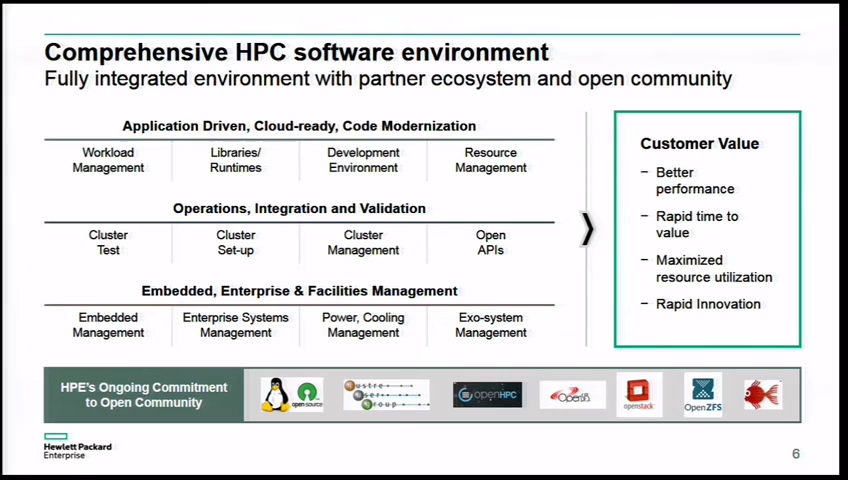 Comprehensive HPC software environment
Fully integrated environment with partner ecosystem and open community
Application Driven, Cloud-ready, Code Modernization
Workload
Management
Libraries/
Runtimes
Development
Environment
Resource
Management
Operations, Integration and Validation
Cluster
Test
Cluster
Set-up
Cluster
Management
Open
APIs
Embedded, Enterprise & Facilities Management
Embedded
Management
Enterprise Systems
Management
Power, Cooling
Management
Exo-system
Management
Customer Value
– Better
performance
– Rapid time to
value
– Maximized
resource utilization
– Rapid Innovation
HPE's Ongoing Commitment
to Open Community
open source
ustre
ser
roup
openHPC
openstack
OpenZFS
Hewlett Packard
Enterprise
6